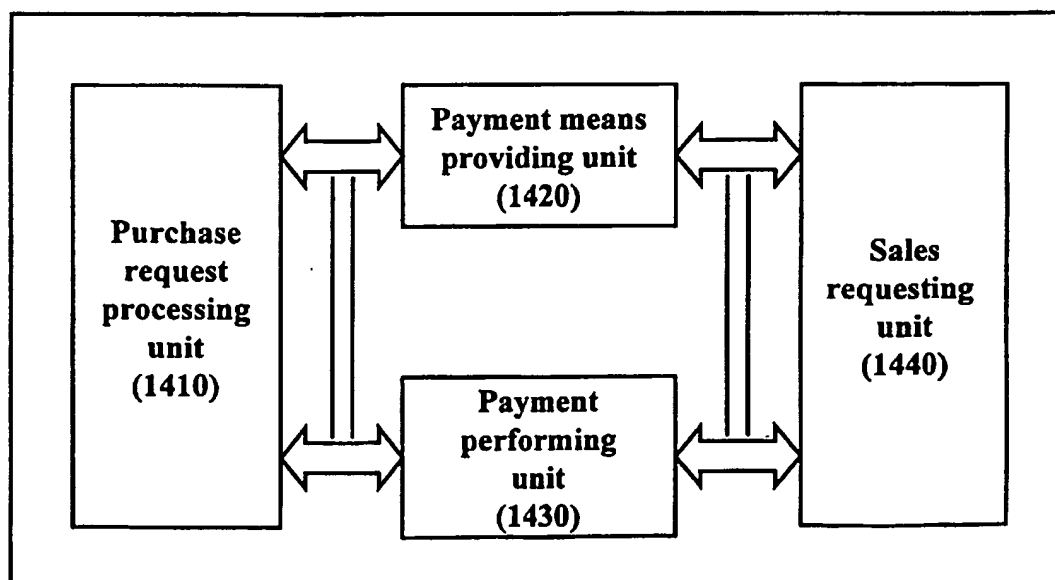 Purchase
request
processing
unit
(1410)
Payment means
providing unit
(1420)
Payment
performing
unit
(1430)
Sales
requesting
unit
(1440)